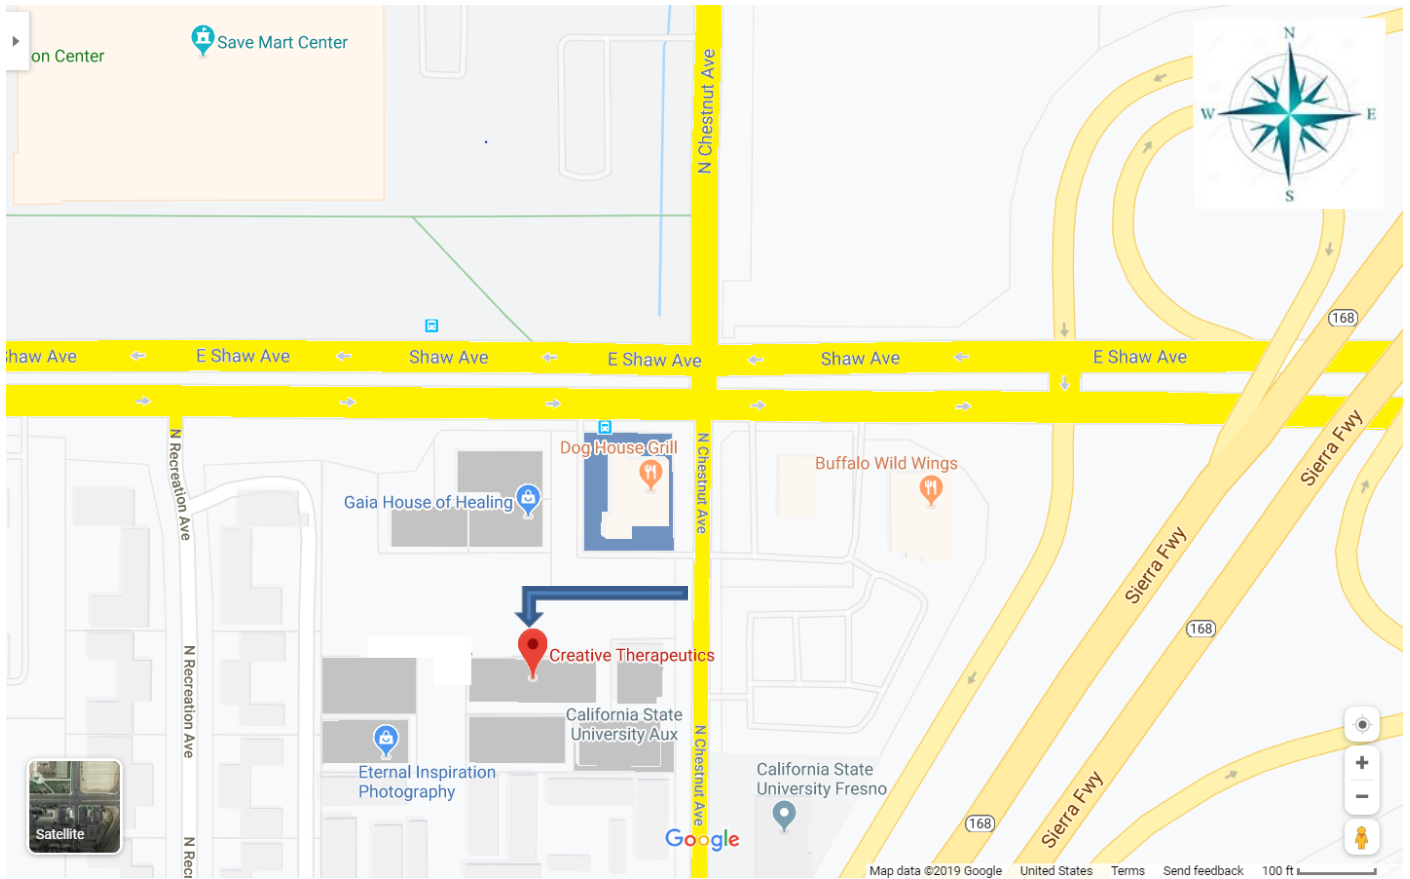 on Center
Save Mart Center
N Chestnut Ave
N
W
E
S
168
Shaw Ave
E Shaw Ave
Shaw Ave
E Shaw Ave
Shaw Ave
E Shaw Ave
N Recreation Ave
Dog House Grill
N Chestnut Ave
Buffalo Wild Wings
Sierra Fwy
Gaia House of Healing
Sierra Fwy
168
Creative Therapeutics
N Recreation Ave
California State
University Aux
N Chestnut Ave
Eternal Inspiration
Photography
California State
University Fresno
Sierra Fwy
168
Satellite
Google
N Recr
Map data ©2019 Google
United States
Terms
Send feedback
100 ft